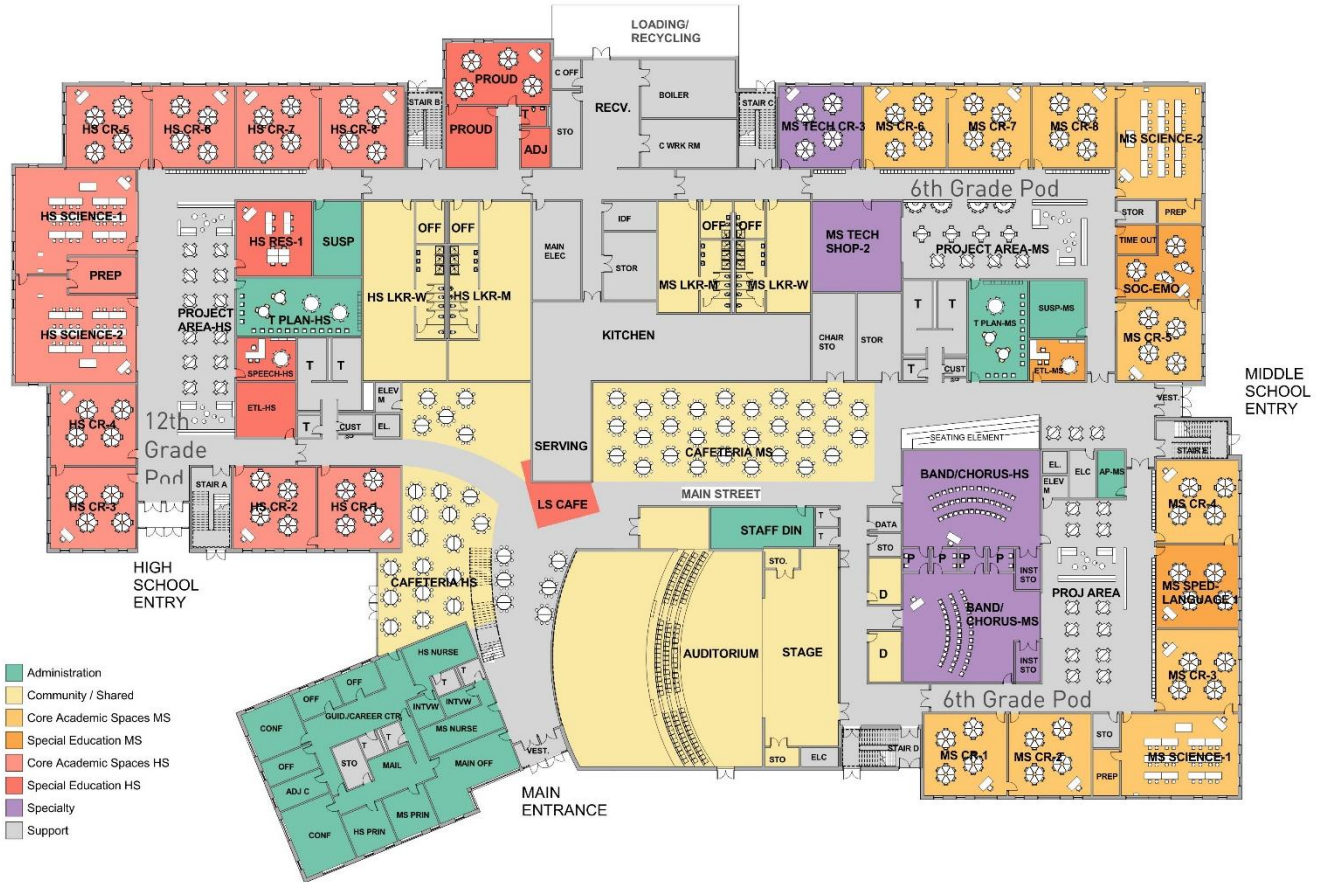 LOADING/
RECYCLING
PROUD
C OFF
RECV.
BOILER
STAIR B
STAIR C
PROUD
T
STO
ADJ
C WRK RM
HS CR-5
HS CR-6
HS CR-7
HS CR-8
MS TECH CR-3
MS CR-6
MS CR-7
MS CR-8
MS SCIENCE-2
6th Grade Pod
HS SCIENCE-1
PREP
HS SCIENCE-2
HS RES-1
SUSP
OFF
OFF
MAIN
ELEC
IDF
STOR
OFF
OFF
MS TECH
SHOP-2
PROJECT AREA-MS
STOR
PREP
TIME OUT
SOC-EMO
HS LKR-W
HS LKR-M
MS LKR-M
MS LKR-W
PROJECT
AREA-HS
T PLAN-HS
T PLAN-MS
SUSP-MS
MS CR-5
KITCHEN
CHAIR
STO
STOR
T
T
SPEECH-HS
T
T
T
CUST
ETL-MS
ETL-HS
ELEV
M
T
CUST
EL.
MIDDLE
SCHOOL
ENTRY
VEST.
HS CR-4
12th
Grade
Pod
SERVING
CAFETERIA MS
SEATING ELEMENT
STAIR E
STAIR A
HS CR-3
HS CR-2
HS CR-1
LS CAFE
MAIN STREET
BAND/CHORUS-HS
EL.
ELEV
M
ELC
AP-MS
MS CR-4
STAFF DIN
T
T
DATA
STO
HIGH
SCHOOL
ENTRY
CAFETERIA HS
STO.
P
P
P
P
INST
STO
D
MS SPED-
LANGUAGE 1
PROJ AREA
BAND/
CHORUS-MS
AUDITORIUM
STAGE
D
INST
STO
MS CR-3
6th Grade Pod
HS NURSE
OFF
OFF
T
T
INTVW
INTVW
CONF
GUID./CAREER CTR.
MS NURSE
T
T
STO
MAIL
MAIN OFF
OFF
ADJ C
CONF
HS PRIN
MS PRIN
VEST.
MAIN
ENTRANCE
STO
ELC
STAIR D
MS CR-1
MS CR-2
STO
PREP
MS SCIENCE-1
Administration
Community / Shared
Core Academic Spaces MS
Special Education MS
Core Academic Spaces HS
Special Education HS
Specialty
Support